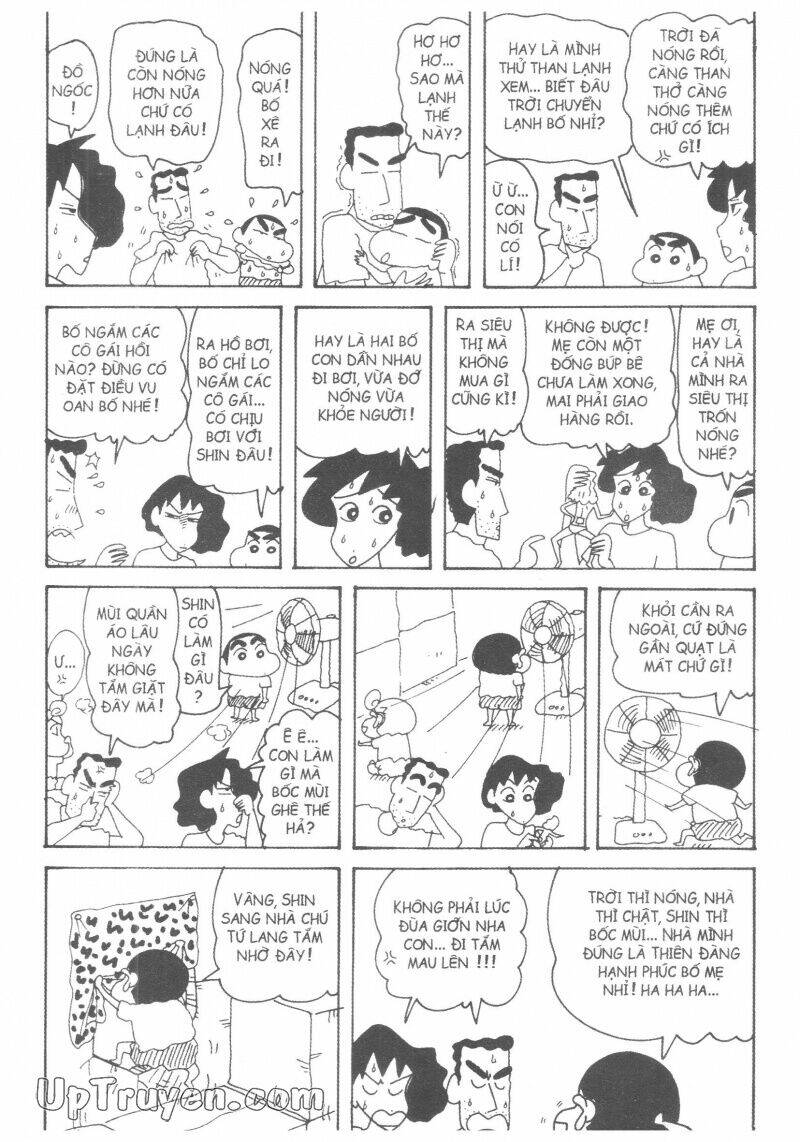 TRỜI ĐÃ
NÓNG RỒI,
CÀNG THAN
THỞ CÀNG
NÓNG THÊM
CHỨ CÓ ÍCH
GÌ!
HAY LÀ MÌNH
THỬ THAN LẠNH
XEM... BIẾT ĐÂU
TRỜI CHUYỂN
LẠNH BỐ NHỈ?
Ừ Ừ...
CON
NÓI
CÓ
LÍ!
HƠ HƠ
HƠ...
SAO MÀ
LẠNH
THẾ
NÀY?
NÓNG
QUÁ!
BỐ
XÊ
RA
ĐI!
ĐÚNG LÀ
CÒN NÓNG
HƠN NỮA
CHỨ CÓ
LẠNH ĐÂU!
ĐỒ
NGỐC
!
MẸ ƠI,
HAY LÀ
CẢ NHÀ
MÌNH RA
SIÊU THỊ
TRỐN
NÓNG
NHÉ?
KHÔNG ĐƯỢC!
MẸ CÒN MỘT
ĐỐNG BÚP BÊ
CHƯA LÀM XONG,
MAI PHẢI GIAO
HÀNG RỒI.
RA SIÊU
THỊ MÀ
KHÔNG
MUA GÌ
CŨNG KÌ!
HAY LÀ HAI BỐ
CON DẪN NHAU
ĐI BƠI, VỪA ĐỠ
NÓNG VỪA
KHỎE NGƯỜI!
RA HỒ BƠI,
BỐ CHỈ LO
NGẮM CÁC
CÔ GÁI...
CÓ CHỊU
BƠI VỚI
SHIN ĐÂU!
BỐ NGẮM CÁC
CÔ GÁI HỒI
NÀO? ĐỪNG CÓ
ĐẶT ĐIỀU VU
OAN BỐ NHÉ!
KHỎI CẦN RA
NGOÀI, CỨ ĐỨNG
GẦN QUẠT LÀ
MÁT CHỨ GÌ!
Ê Ê...
CON LÀM
GÌ MÀ
BỐC MÙI
GHÊ THẾ
HẢ?
SHIN
CÓ
LÀM
GÌ
ĐÂU
?
MÙI QUẦN
ÁO LÂU
NGÀY
KHÔNG
TẮM GIẶT
ĐÂY MÀ!
Ư...
TRỜI THÌ NÓNG, NHÀ
THÌ CHẬT, SHIN THÌ
BỐC MÙI... NHÀ MÌNH
ĐÚNG LÀ THIÊN ĐÀNG
HẠNH PHÚC BỐ MẸ
NHỈ! HA HA HA...
KHÔNG PHẢI LÚC
ĐÙA GIỠN NHA
CON... ĐI TẮM
MAU LÊN !!!
VÂNG, SHIN
SANG NHÀ CHÚ
TỨ LANG TẮM
NHỜ ĐÂY!
UpTruyen.com